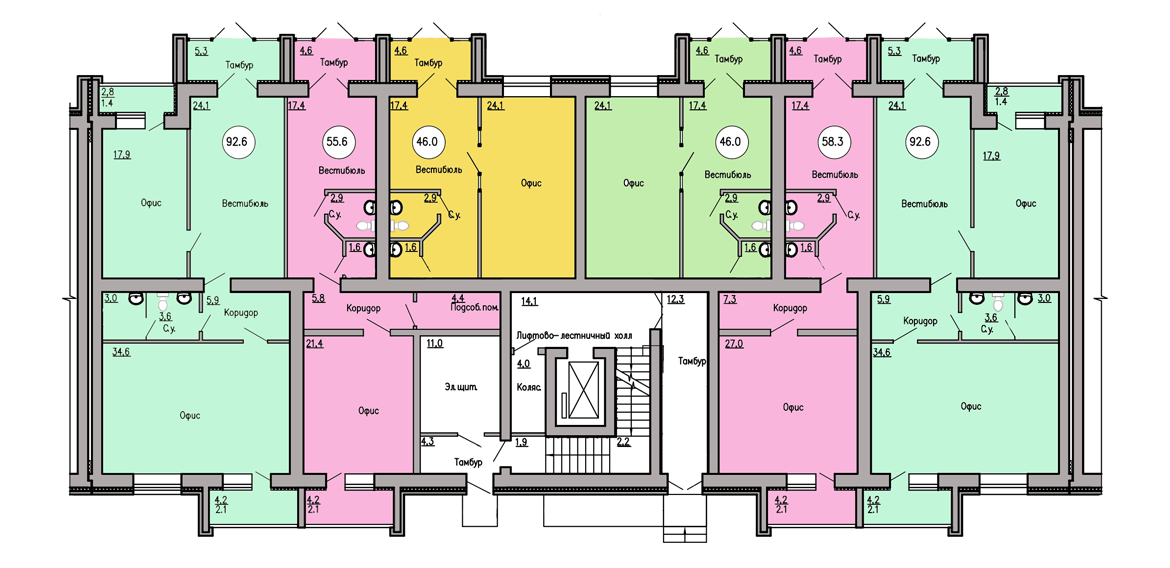 5.3
4.6
4.6
4.6
4.6
5.3
Тамбур
Тамбур
Тамбур
Тамбур
Тамбур
Тамбур
2.8
1.4
24.1
17.4
17.4
24.1
24.1
17.4
17.4
24.1
2.8
1.4
92.6
55.6
46.0
46.0
58.3
92.6
17.9
17.9
Вестибюль
Вестибюль
Вестибюль
Вестибюль
Офис
Офис
Офис
Вестибюль
Офис
Вестибюль
2.9
2.9
2.9
2.9
С.у.
С.у.
С.у.
С.у.
1.6
1.6
1.6
1.6
3.0
3.6
С.у.
5.9
Коридор
5.8
Коридор
4.4
Подсоб.пом.
14.1
12.3
7.3
Коридор
5.9
Коридор
3.6
С.у.
3.0
Лифтово-лестничный холл
34.6
21.4
11.0
4.0
Коляс.
Тамбур
27.0
34.6
Эл.щит.
Офис
Офис
Офис
Офис
4.3
Тамбур
1.9
2.2
4.2
2.1
4.2
2.1
4.2
2.1
4.2
2.1